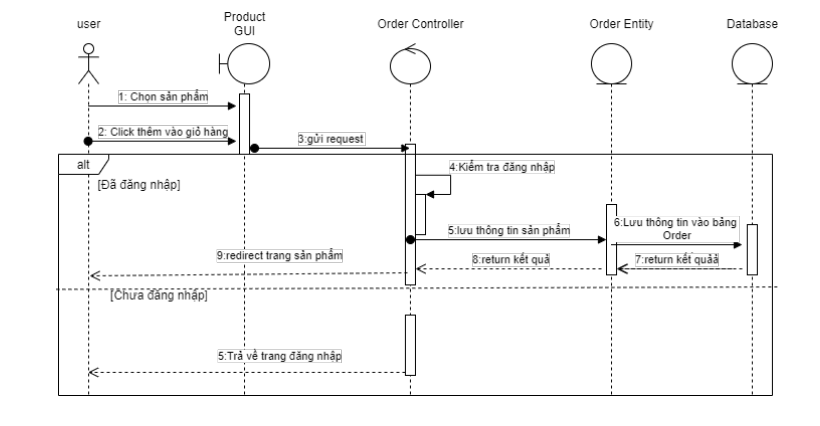 user
Product
GUI
Order Controller
Order Entity
Database
1: Chọn sản phẩm
2: Click thêm vào giỏ hàng
3:gửi request
alt
[Đã đăng nhập]
4:Kiểm tra đăng nhập
5:lưu thông tin sản phẩm
6:Lưu thông tin vào bảng
Order
9:redirect trang sản phẩm
8:return kết quả
7:return kết quảả
[Chưa đăng nhập]
5:Trả về trang đăng nhập